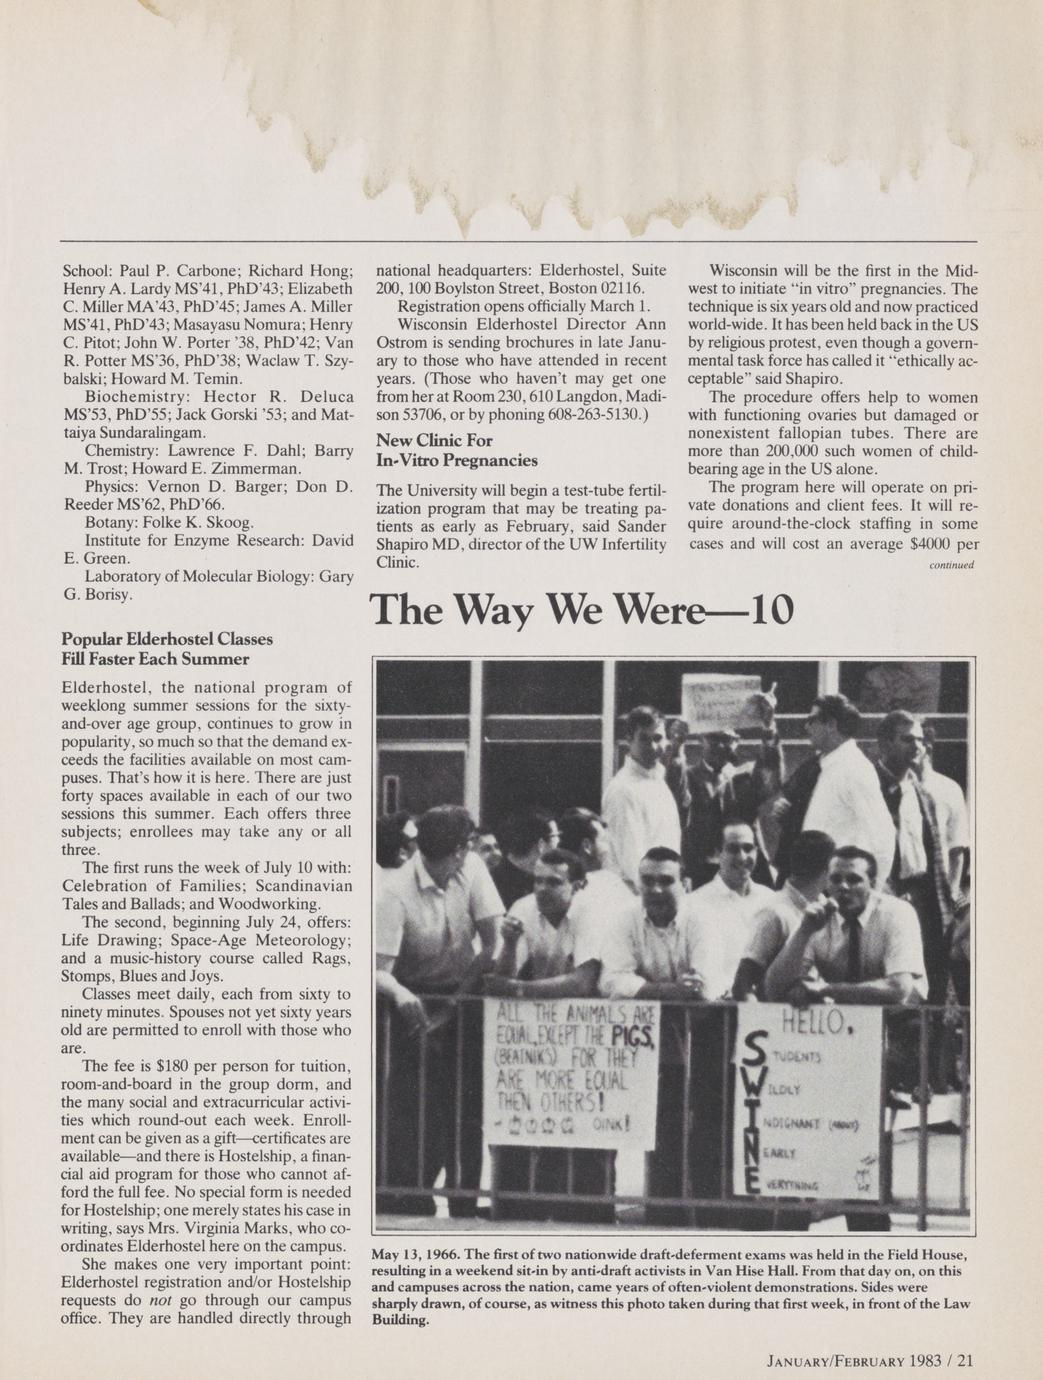 School: Paul P. Carbone; Richard Hong;
Henry A. Lardy MS'41, PhD'43; Elizabeth
C. Miller MA'43, PhD'45; James A. Miller
MS'41, PhD'43; Masayasu Nomura; Henry
C. Pitot; John W. Porter '38, PhD'42; Van
R. Potter MS'36, PhD'38; Waclaw T. Szy-
balski; Howard M. Temin.
Biochemistry: Hector R. Deluca
MS'53, PhD'55; Jack Gorski '53; and Mat-
taiya Sundaralingam.
Chemistry: Lawrence F. Dahl; Barry
M. Trost; Howard E. Zimmerman.
Physics: Vernon D. Barger; Don D.
Reeder MS'62, PhD'66.
Botany: Folke K. Skoog.
Institute for Enzyme Research: David
E. Green.
Laboratory of Molecular Biology: Gary
G. Borisy.
Popular Elderhostel Classes
Fill Faster Each Summer
Elderhostel, the national program of
weeklong summer sessions for the sixty-
and-over age group, continues to grow in
popularity, so much so that the demand ex-
ceeds the facilities available on most cam-
puses. That's how it is here. There are just
forty spaces available in each of our two
sessions this summer. Each offers three
subjects; enrollees may take any or all
three.
The first runs the week of July 10 with:
Celebration of Families; Scandinavian
Tales and Ballads; and Woodworking.
The second, beginning July 24, offers:
Life Drawing; Space-Age Meteorology;
and a music-history course called Rags,
Stomps, Blues and Joys.
Classes meet daily, each from sixty to
ninety minutes. Spouses not yet sixty years
old are permitted to enroll with those who
are.
The fee is $180 per person for tuition,
room-and-board in the group dorm, and
the many social and extracurricular activi-
ties which round-out each week. Enroll-
ment can be given as a gift—certificates are
available—and there is Hostelship, a finan-
cial aid program for those who cannot af-
ford the full fee. No special form is needed
for Hostelship; one merely states his case in
writing, says Mrs. Virginia Marks, who co-
ordinates Elderhostel here on the campus.
She makes one very important point:
Elderhostel registration and/or Hostelship
requests do not go through our campus
office. They are handled directly through
national headquarters: Elderhostel, Suite
200, 100 Boylston Street, Boston 02116.
Registration opens officially March 1.
Wisconsin Elderhostel Director Ann
Ostrom is sending brochures in late Janu-
ary to those who have attended in recent
years. (Those who haven't may get one
from her at Room 230, 610 Langdon, Madi-
son 53706, or by phoning 608-263-5130.)
New Clinic For
In-Vitro Pregnancies
The University will begin a test-tube fertil-
ization program that may be treating pa-
tients as early as February, said Sander
Shapiro MD, director of the UW Infertility
Clinic.
Wisconsin will be the first in the Mid-
west to initiate "in vitro" pregnancies. The
technique is six years old and now practiced
world-wide. It has been held back in the US
by religious protest, even though a govern-
mental task force has called it "ethically ac-
ceptable" said Shapiro.
The procedure offers help to women
with functioning ovaries but damaged or
nonexistent fallopian tubes. There are
more than 200,000 such women of child-
bearing age in the US alone.
The program here will operate on pri-
vate donations and client fees. It will re-
quire around-the-clock staffing in some
cases and will cost an average $4000 per
continued
The Way We Were—10
ALL THE ANIMALS ARE
EQUAL, EXCEPT THE PIGS,
(BEATNIKS) FOR THEY
ARE MORE EQUAL
THEN OTHERS!
OINK!
HELLO,
STUDENTS
WILDLY
INDIGNANT (ABOUT)
NEARLY
EVERYTHING
May 13, 1966. The first of two nationwide draft-deferment exams was held in the Field House,
resulting in a weekend sit-in by anti-draft activists in Van Hise Hall. From that day on, on this
and campuses across the nation, came years of often-violent demonstrations. Sides were
sharply drawn, of course, as witness this photo taken during that first week, in front of the Law
Building.
JANUARY/FEBRUARY 1983 / 21